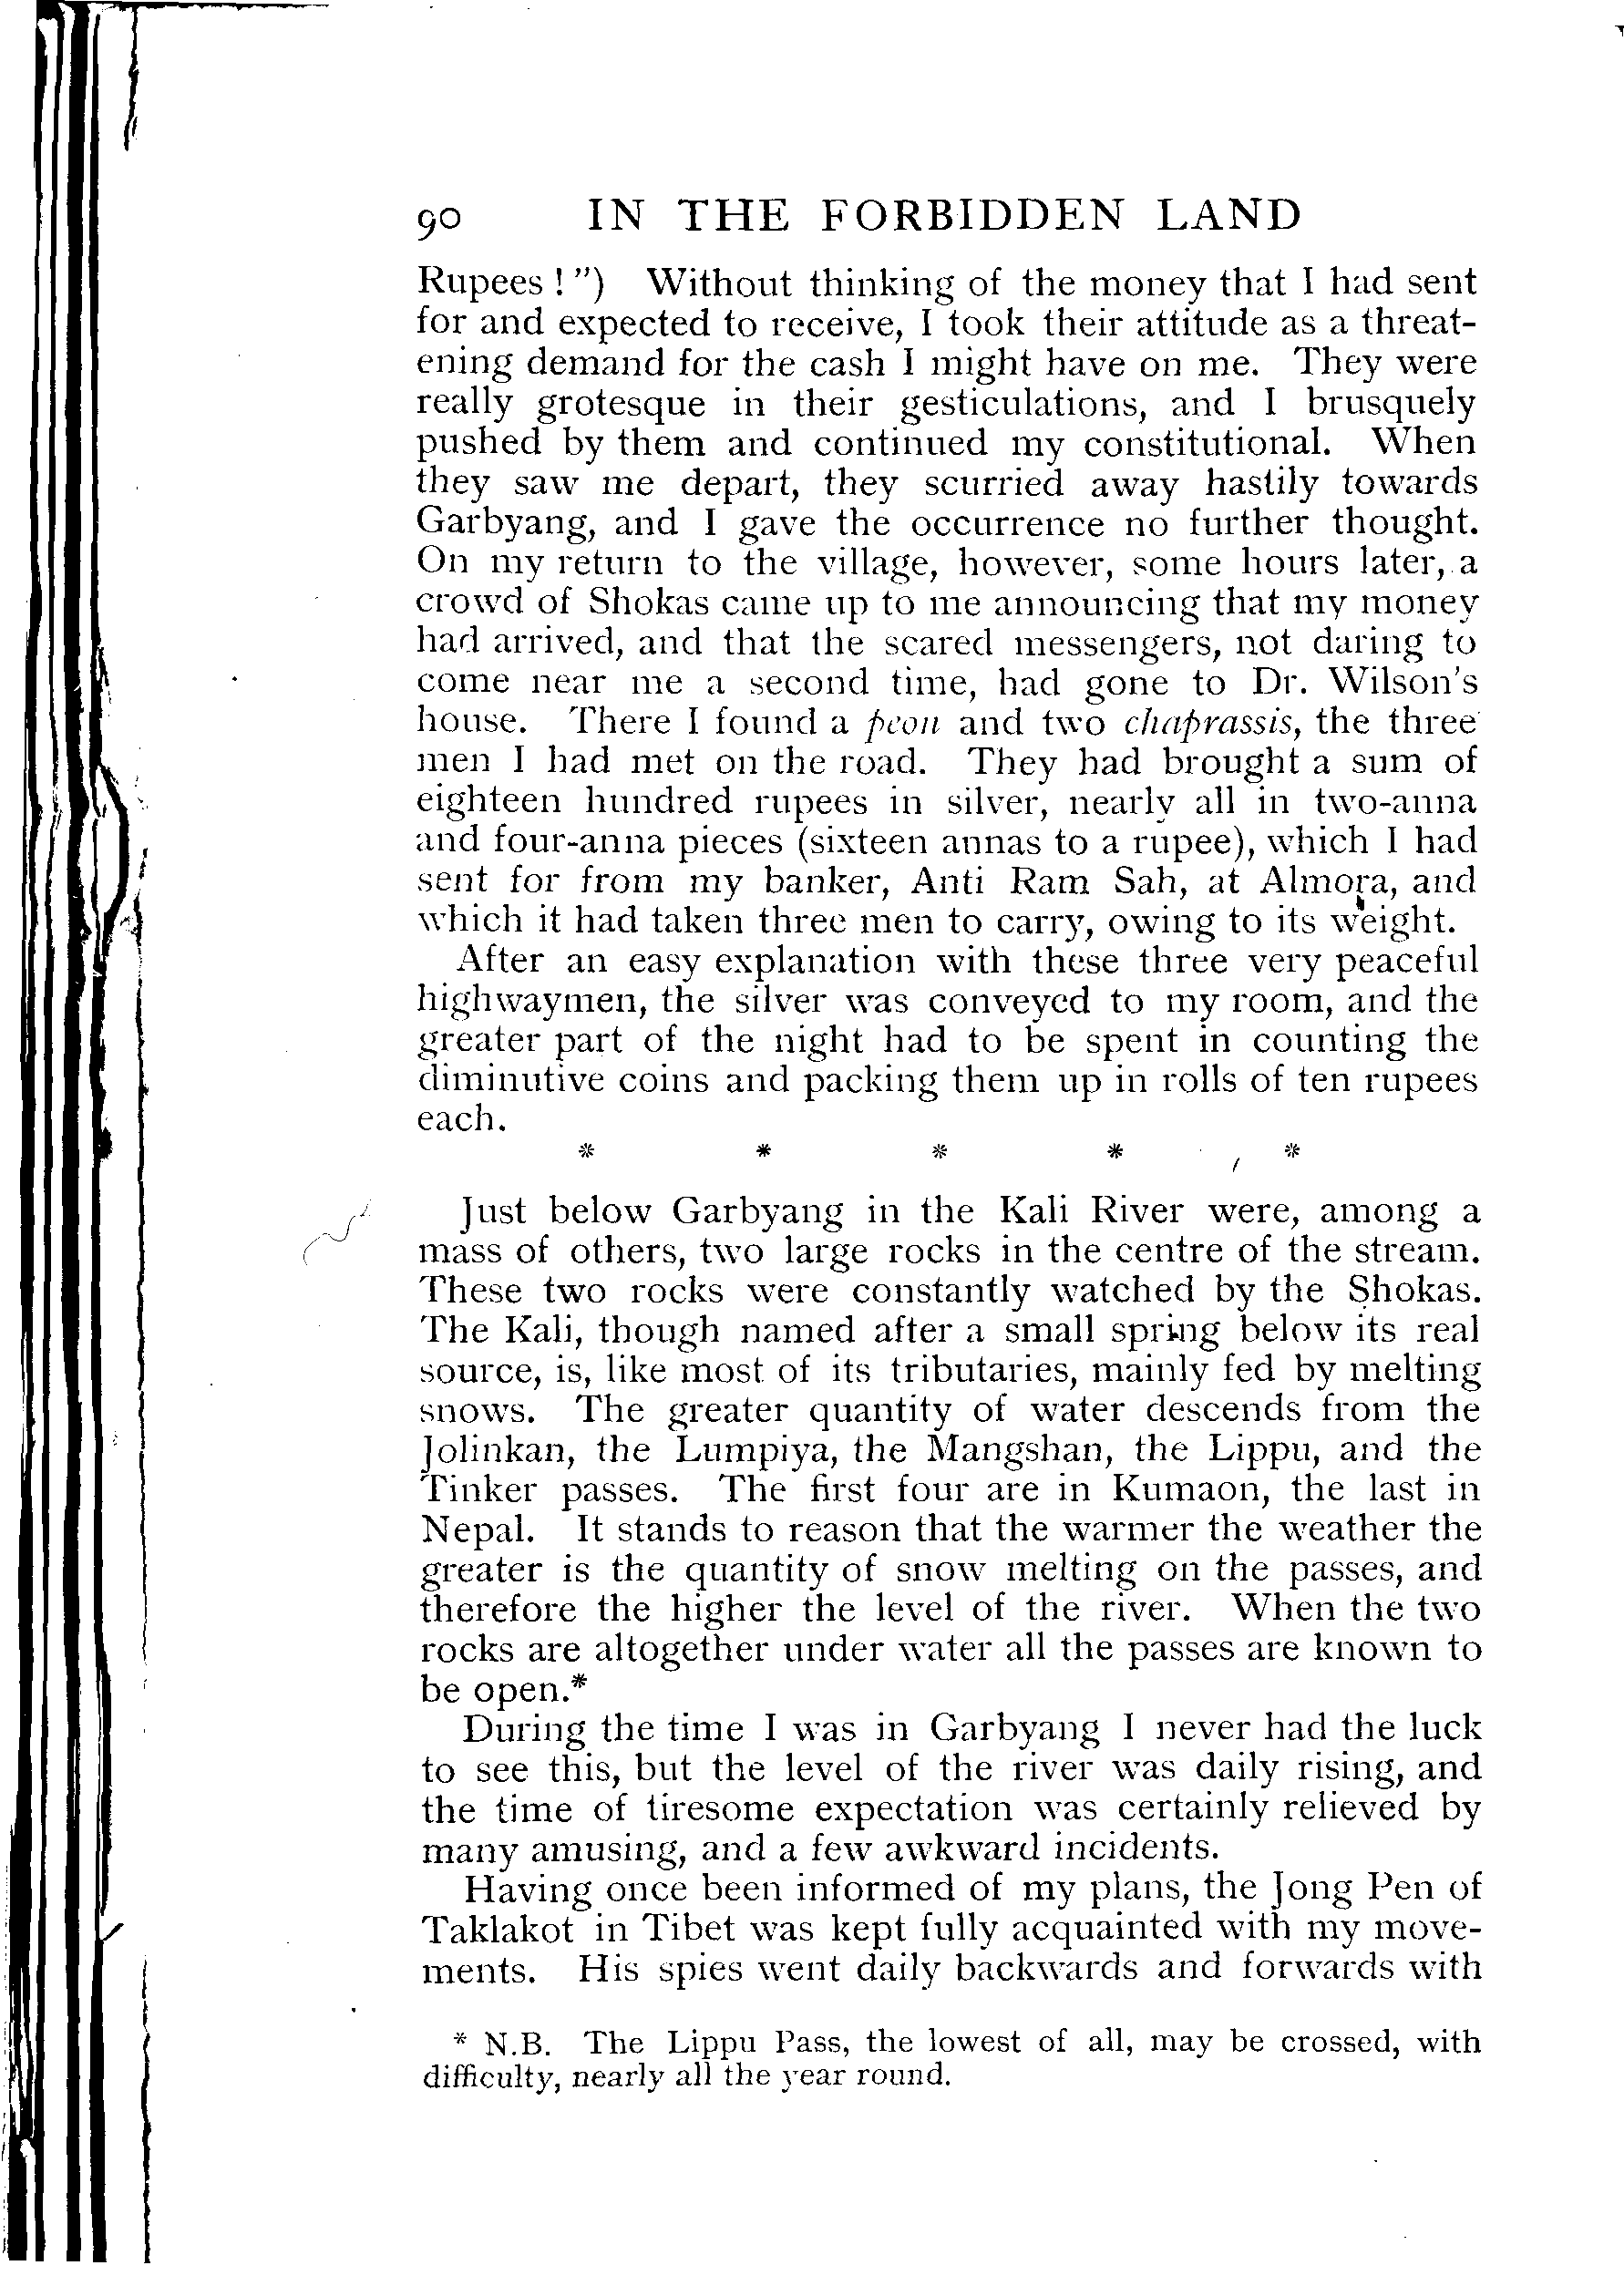 90 IN THE FORBIDDEN LAND
Rupees ! ") Without thinking of the money that I had sent
for and expected to receive, I took their attitude as a threat-
ening demand for the cash I might have on me. They were
really grotesque in their gesticulations, and I brusquely
pushed by them and continued my constitutional. When
they saw me depart, they scurried away hastily towards
Garbyang, and I gave the occurrence no further thought.
On my return to the village, however, some hours later, a
crowd of Shokas came up to me announcing that my money
had arrived, and that the scared messengers, not daring to
come near me a second time, had gone to Dr. Wilson's
house. There I found a peon and two chaprassis, the three
men I had met on the road. They had brought a sum of
eighteen hundred rupees in silver, nearly all in two-anna
and four-anna pieces (sixteen annas to a rupee), which I had
sent for from my banker, Anti Ram Sah, at Almora, and
which it had taken three men to carry, owing to its weight.
After an easy explanation with these three very peaceful
highwaymen, the silver was conveyed to my room, and the
greater part of the night had to be spent in counting the
diminutive coins and packing them up in rolls of ten rupees
each.
* * * * *
Just below Garbyang in the Kali River were, among a
mass of others, two large rocks in the centre of the stream.
These two rocks were constantly watched by the Shokas.
The Kali, though named after a small spring below its real
source, is, like most of its tributaries, mainly fed by melting
snows. The greater quantity of water descends from the
Jolinkan, the Lumpiya, the Mangshan, the Lippu, and the
Tinker passes. The first four are in Kumaon, the last in
Nepal. It stands to reason that the warmer the weather the
greater is the quantity of snow melting on the passes, and
therefore the higher the level of the river. When the two
rocks are altogether under water all the passes are known to
be open.*
During the time I was in Garbyang I never had the luck
to see this, but the level of the river was daily rising, and
the time of tiresome expectation was certainly relieved by
many amusing, and a few awkward incidents.
Having once been informed of my plans, the Jong Pen of
Taklakot in Tibet was kept fully acquainted with my move-
ments. His spies went daily backwards and forwards with
* N.B. The Lippu Pass, the lowest of all, may be crossed, with
difficulty, nearly all the year round.